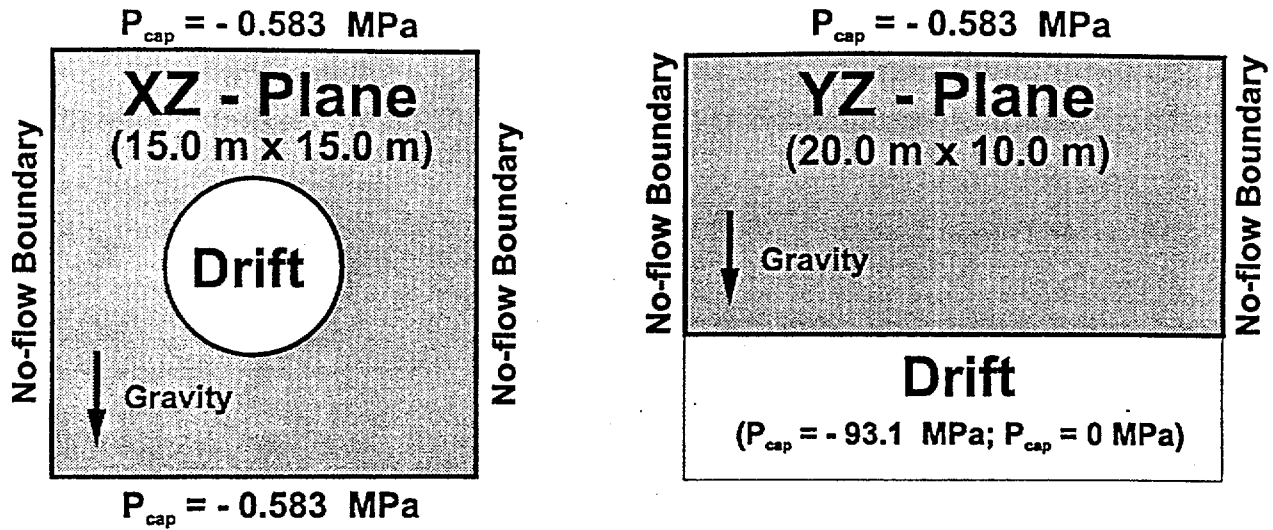 P_cap = - 0.583 MPa
No-flow Boundary
XZ - Plane
(15.0 m x 15.0 m)
Drift
Gravity
No-flow Boundary
P_cap = - 0.583 MPa
P_cap = - 0.583 MPa
No-flow Boundary
YZ - Plane
(20.0 m x 10.0 m)
Gravity
No-flow Boundary
Drift
(P_cap = - 93.1 MPa; P_cap = 0 MPa)